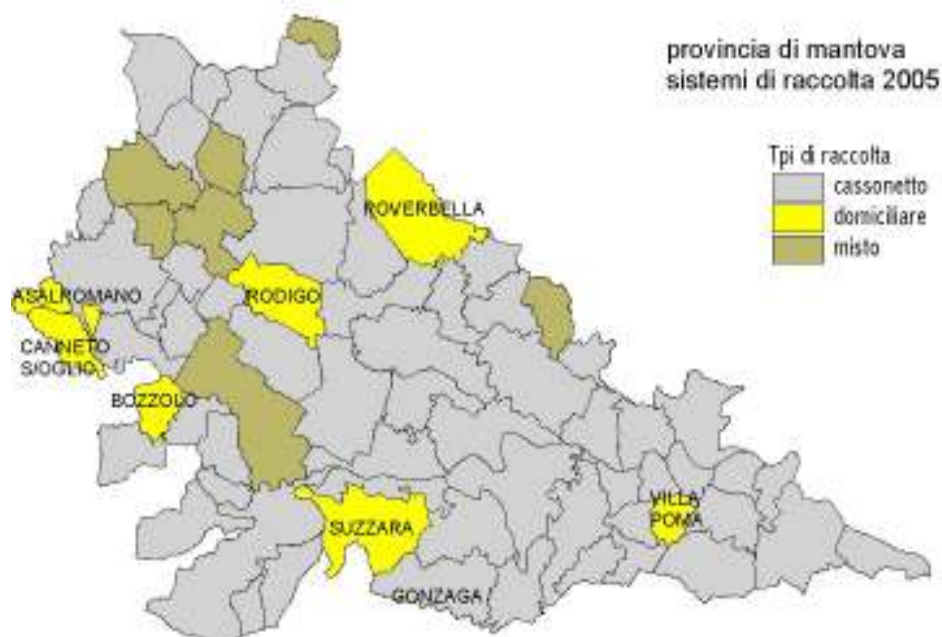 provincia di mantova
sistemi di raccolta 2005
Tpi di raccolta
cassonetto
domiciliare
misto
ROVERBELLA
ASALROMANO
RODIGO
CANNETO
S/OGLIO
BOZZOLO
VILLA
POMA
SUZZARA
GONZAGA